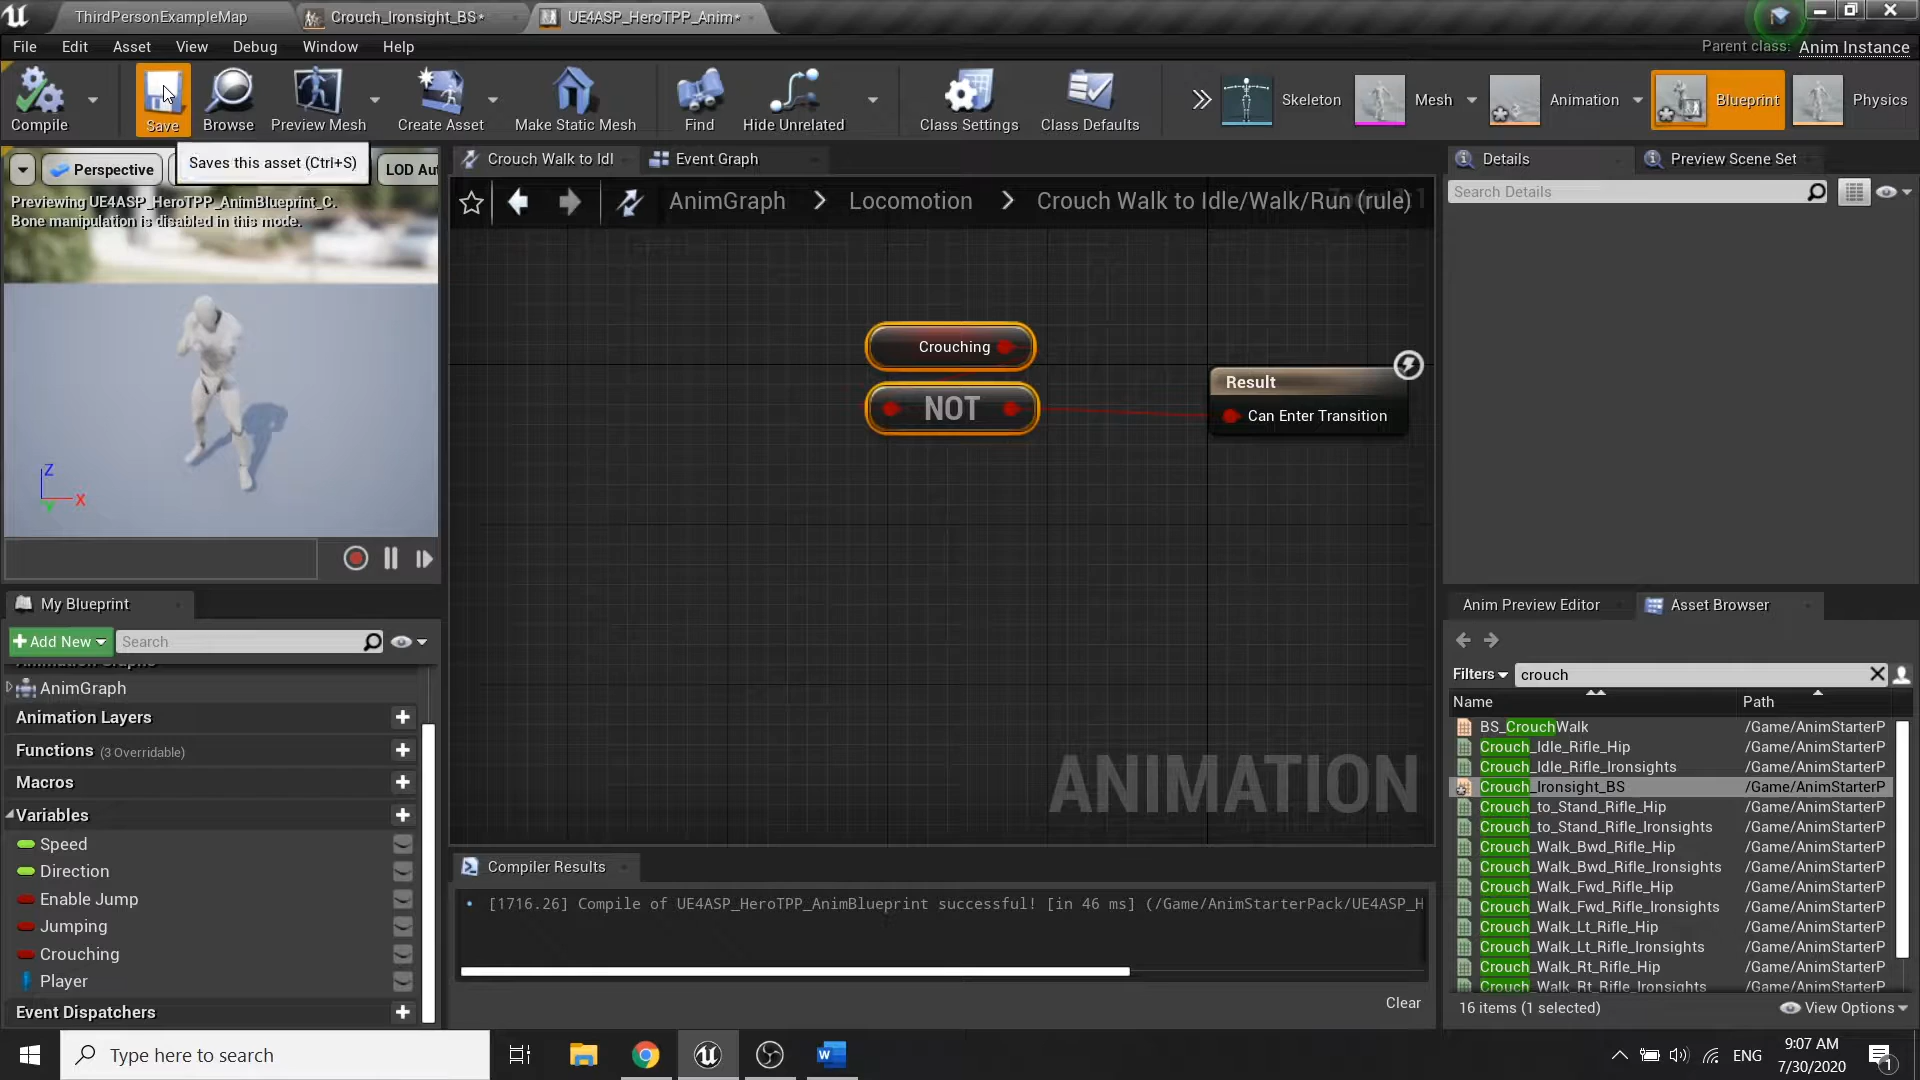 ThirdPersonExampleMap
Crouch_Ironsight_BS*
UE4ASP_HeroTPP_Anim*
File Edit Asset View Debug Window Help
Parent class: Anim Instance
Compile
Save
Browse
Preview Mesh
Create Asset
Make Static Mesh
Find
Hide Unrelated
Class Settings
Class Defaults
Skeleton
Mesh
Animation
Blueprint
Physics
Saves this asset (Ctrl+S)
Perspective
LOD Au
Previewing UE4ASP_HeroTPP_AnimBlueprint_C.
Bone manipulation is disabled in this mode.
Z
X
Y
Crouch Walk to Idl
Event Graph
AnimGraph > Locomotion > Crouch Walk to Idle/Walk/Run (rule)
Crouching
NOT
Result
Can Enter Transition
ANIMATION
Details
Preview Scene Set
Search Details
My Blueprint
Add New
Search
Animation Graphs
AnimGraph
Animation Layers
Functions (3 Overridable)
Macros
Variables
Speed
Direction
Enable Jump
Jumping
Crouching
Player
Event Dispatchers
Compiler Results
[1716.26] Compile of UE4ASP_HeroTPP_AnimBlueprint successful! [in 46 ms] (/Game/AnimStarterPack/UE4ASP_H
Clear
Anim Preview Editor
Asset Browser
Filters
crouch
Name Path
BS_CrouchWalk /Game/AnimStarterP
Crouch_Idle_Rifle_Hip /Game/AnimStarterP
Crouch_Idle_Rifle_Ironsights /Game/AnimStarterP
Crouch_Ironsight_BS /Game/AnimStarterP
Crouch_to_Stand_Rifle_Hip /Game/AnimStarterP
Crouch_to_Stand_Rifle_Ironsights /Game/AnimStarterP
Crouch_Walk_Bwd_Rifle_Hip /Game/AnimStarterP
Crouch_Walk_Bwd_Rifle_Ironsights /Game/AnimStarterP
Crouch_Walk_Fwd_Rifle_Hip /Game/AnimStarterP
Crouch_Walk_Fwd_Rifle_Ironsights /Game/AnimStarterP
Crouch_Walk_Lt_Rifle_Hip /Game/AnimStarterP
Crouch_Walk_Lt_Rifle_Ironsights /Game/AnimStarterP
Crouch_Walk_Rt_Rifle_Hip /Game/AnimStarterP
Crouch_Walk_Rt_Rifle_Ironsights /Game/AnimStarterP
16 items (1 selected)
View Options
Type here to search
ENG
9:07 AM
7/30/2020
1